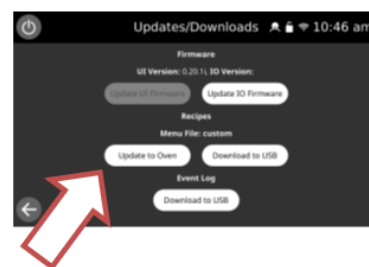 Updates/Downloads 10:46 am
Firmware
UI Version: 0.20.1\ IO Version:
Update UI Firmware Update IO Firmware
Recipes
Menu File: custom
Update to Oven Download to USB
Event Log
Download to USB